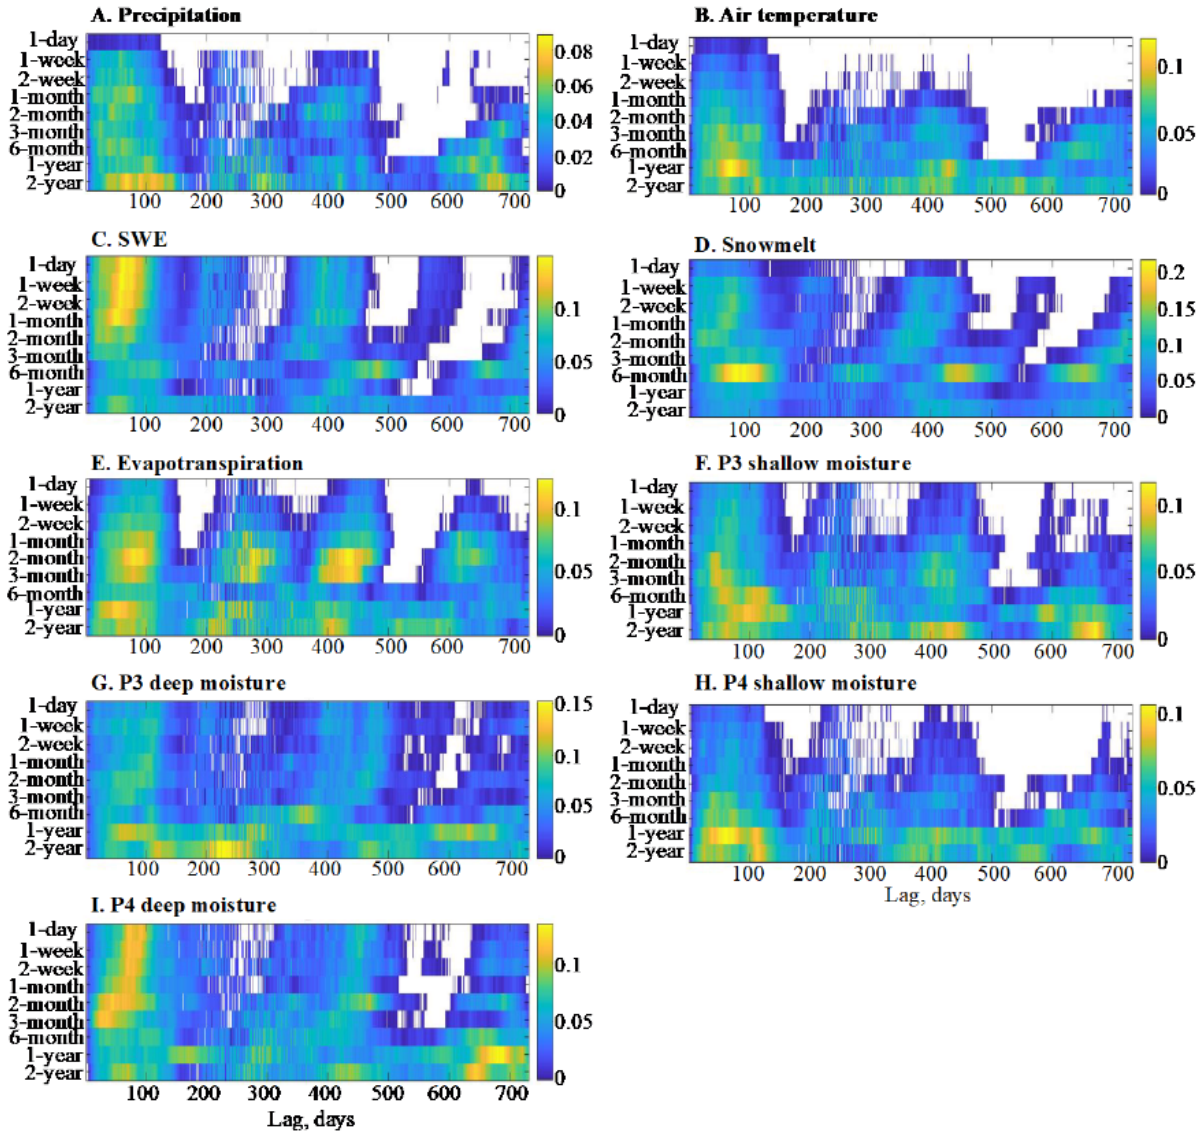 A. Precipitation
1-day
1-week
2-week
1-month
2-month
3-month
6-month
1-year
2-year
0.08
0.06
0.04
0.02
0
100 200 300 400 500 600 700
B. Air temperature
1-day
1-week
2-week
1-month
2-month
3-month
6-month
1-year
2-year
0.1
0.05
0
100 200 300 400 500 600 700
C. SWE
1-day
1-week
2-week
1-month
2-month
3-month
6-month
1-year
2-year
0.1
0.05
0
100 200 300 400 500 600 700
D. Snowmelt
1-day
1-week
2-week
1-month
2-month
3-month
6-month
1-year
2-year
0.2
0.15
0.1
0.05
0
100 200 300 400 500 600 700
E. Evapotranspiration
1-day
1-week
2-week
1-month
2-month
3-month
6-month
1-year
2-year
0.1
0.05
0
100 200 300 400 500 600 700
F. P3 shallow moisture
1-day
1-week
2-week
1-month
2-month
3-month
6-month
1-year
2-year
0.1
0.05
0
100 200 300 400 500 600 700
G. P3 deep moisture
1-day
1-week
2-week
1-month
2-month
3-month
6-month
1-year
2-year
0.15
0.1
0.05
0
100 200 300 400 500 600 700
H. P4 shallow moisture
1-day
1-week
2-week
1-month
2-month
3-month
6-month
1-year
2-year
0.1
0.05
0
100 200 300 400 500 600 700
Lag, days
I. P4 deep moisture
1-day
1-week
2-week
1-month
2-month
3-month
6-month
1-year
2-year
0.1
0.05
0
100 200 300 400 500 600 700
Lag, days